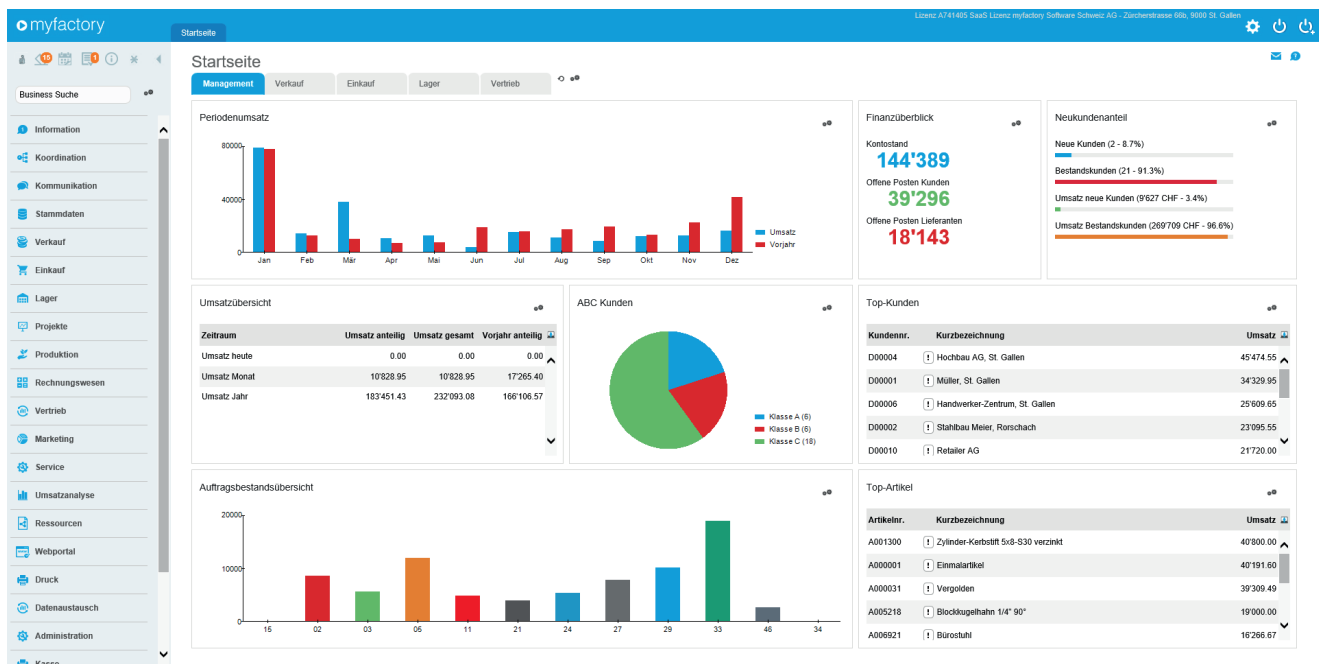 myfactory
Startseite
Lizenz A741405 SaaS Lizenz myfactory Software Schweiz AG - Zürcherstrasse 66b, 9000 St. Gallen
15
1
Business Suche
Information
Koordination
Kommunikation
Stammdaten
Verkauf
Einkauf
Lager
Projekte
Produktion
Rechnungswesen
Vertrieb
Marketing
Service
Umsatzanalyse
Ressourcen
Webportal
Druck
Datenaustausch
Administration
Kasse
Startseite
Management Verkauf Einkauf Lager Vertrieb
Periodenumsatz
80000
40000
0
Jan Feb Mär Apr Mai Jun Jul Aug Sep Okt Nov Dez
Umsatz
Vorjahr
Finanzüberblick
Kontostand
144'389
Offene Posten Kunden
39'296
Offene Posten Lieferanten
18'143
Neukundenanteil
Neue Kunden (2 - 8.7%)
Bestandskunden (21 - 91.3%)
Umsatz neue Kunden (9'627 CHF - 3.4%)
Umsatz Bestandskunden (269'709 CHF - 96.6%)
Umsatzübersicht
Zeitraum Umsatz anteilig Umsatz gesamt Vorjahr anteilig
Umsatz heute 0.00 0.00 0.00
Umsatz Monat 10'828.95 10'828.95 17'265.40
Umsatz Jahr 183'451.43 232'093.08 166'106.57
ABC Kunden
Klasse A (6)
Klasse B (6)
Klasse C (18)
Top-Kunden
Kundennr. Kurzbezeichnung Umsatz
D00004 ! Hochbau AG, St. Gallen 45'474.55
D00001 ! Müller, St. Gallen 34'329.95
D00006 ! Handwerker-Zentrum, St. Gallen 25'609.65
D00002 ! Stahlbau Meier, Rorschach 23'095.55
D00010 ! Retailer AG 21'720.00
Auftragsbestandsübersicht
20000
10000
0
15 02 03 06 11 21 24 27 29 33 46 34
Top-Artikel
Artikelnr. Kurzbezeichnung Umsatz
A001300 ! Zylinder-Kerbstift 5x8-S30 verzinkt 40'800.00
A000001 ! Einmalartikel 40'191.60
A000031 ! Vergolden 39'309.49
A005218 ! Blockkugelhahn 1/4" 90° 19'000.00
A006921 ! Bürostuhl 16'266.67